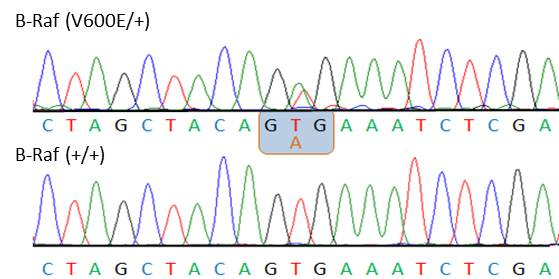 B-Raf (V600E/+)
C T A G C T A C A G T G A A A T C T C G A
A
B-Raf (+/+)
C T A G C T A C A G T G A A A T C T C G A